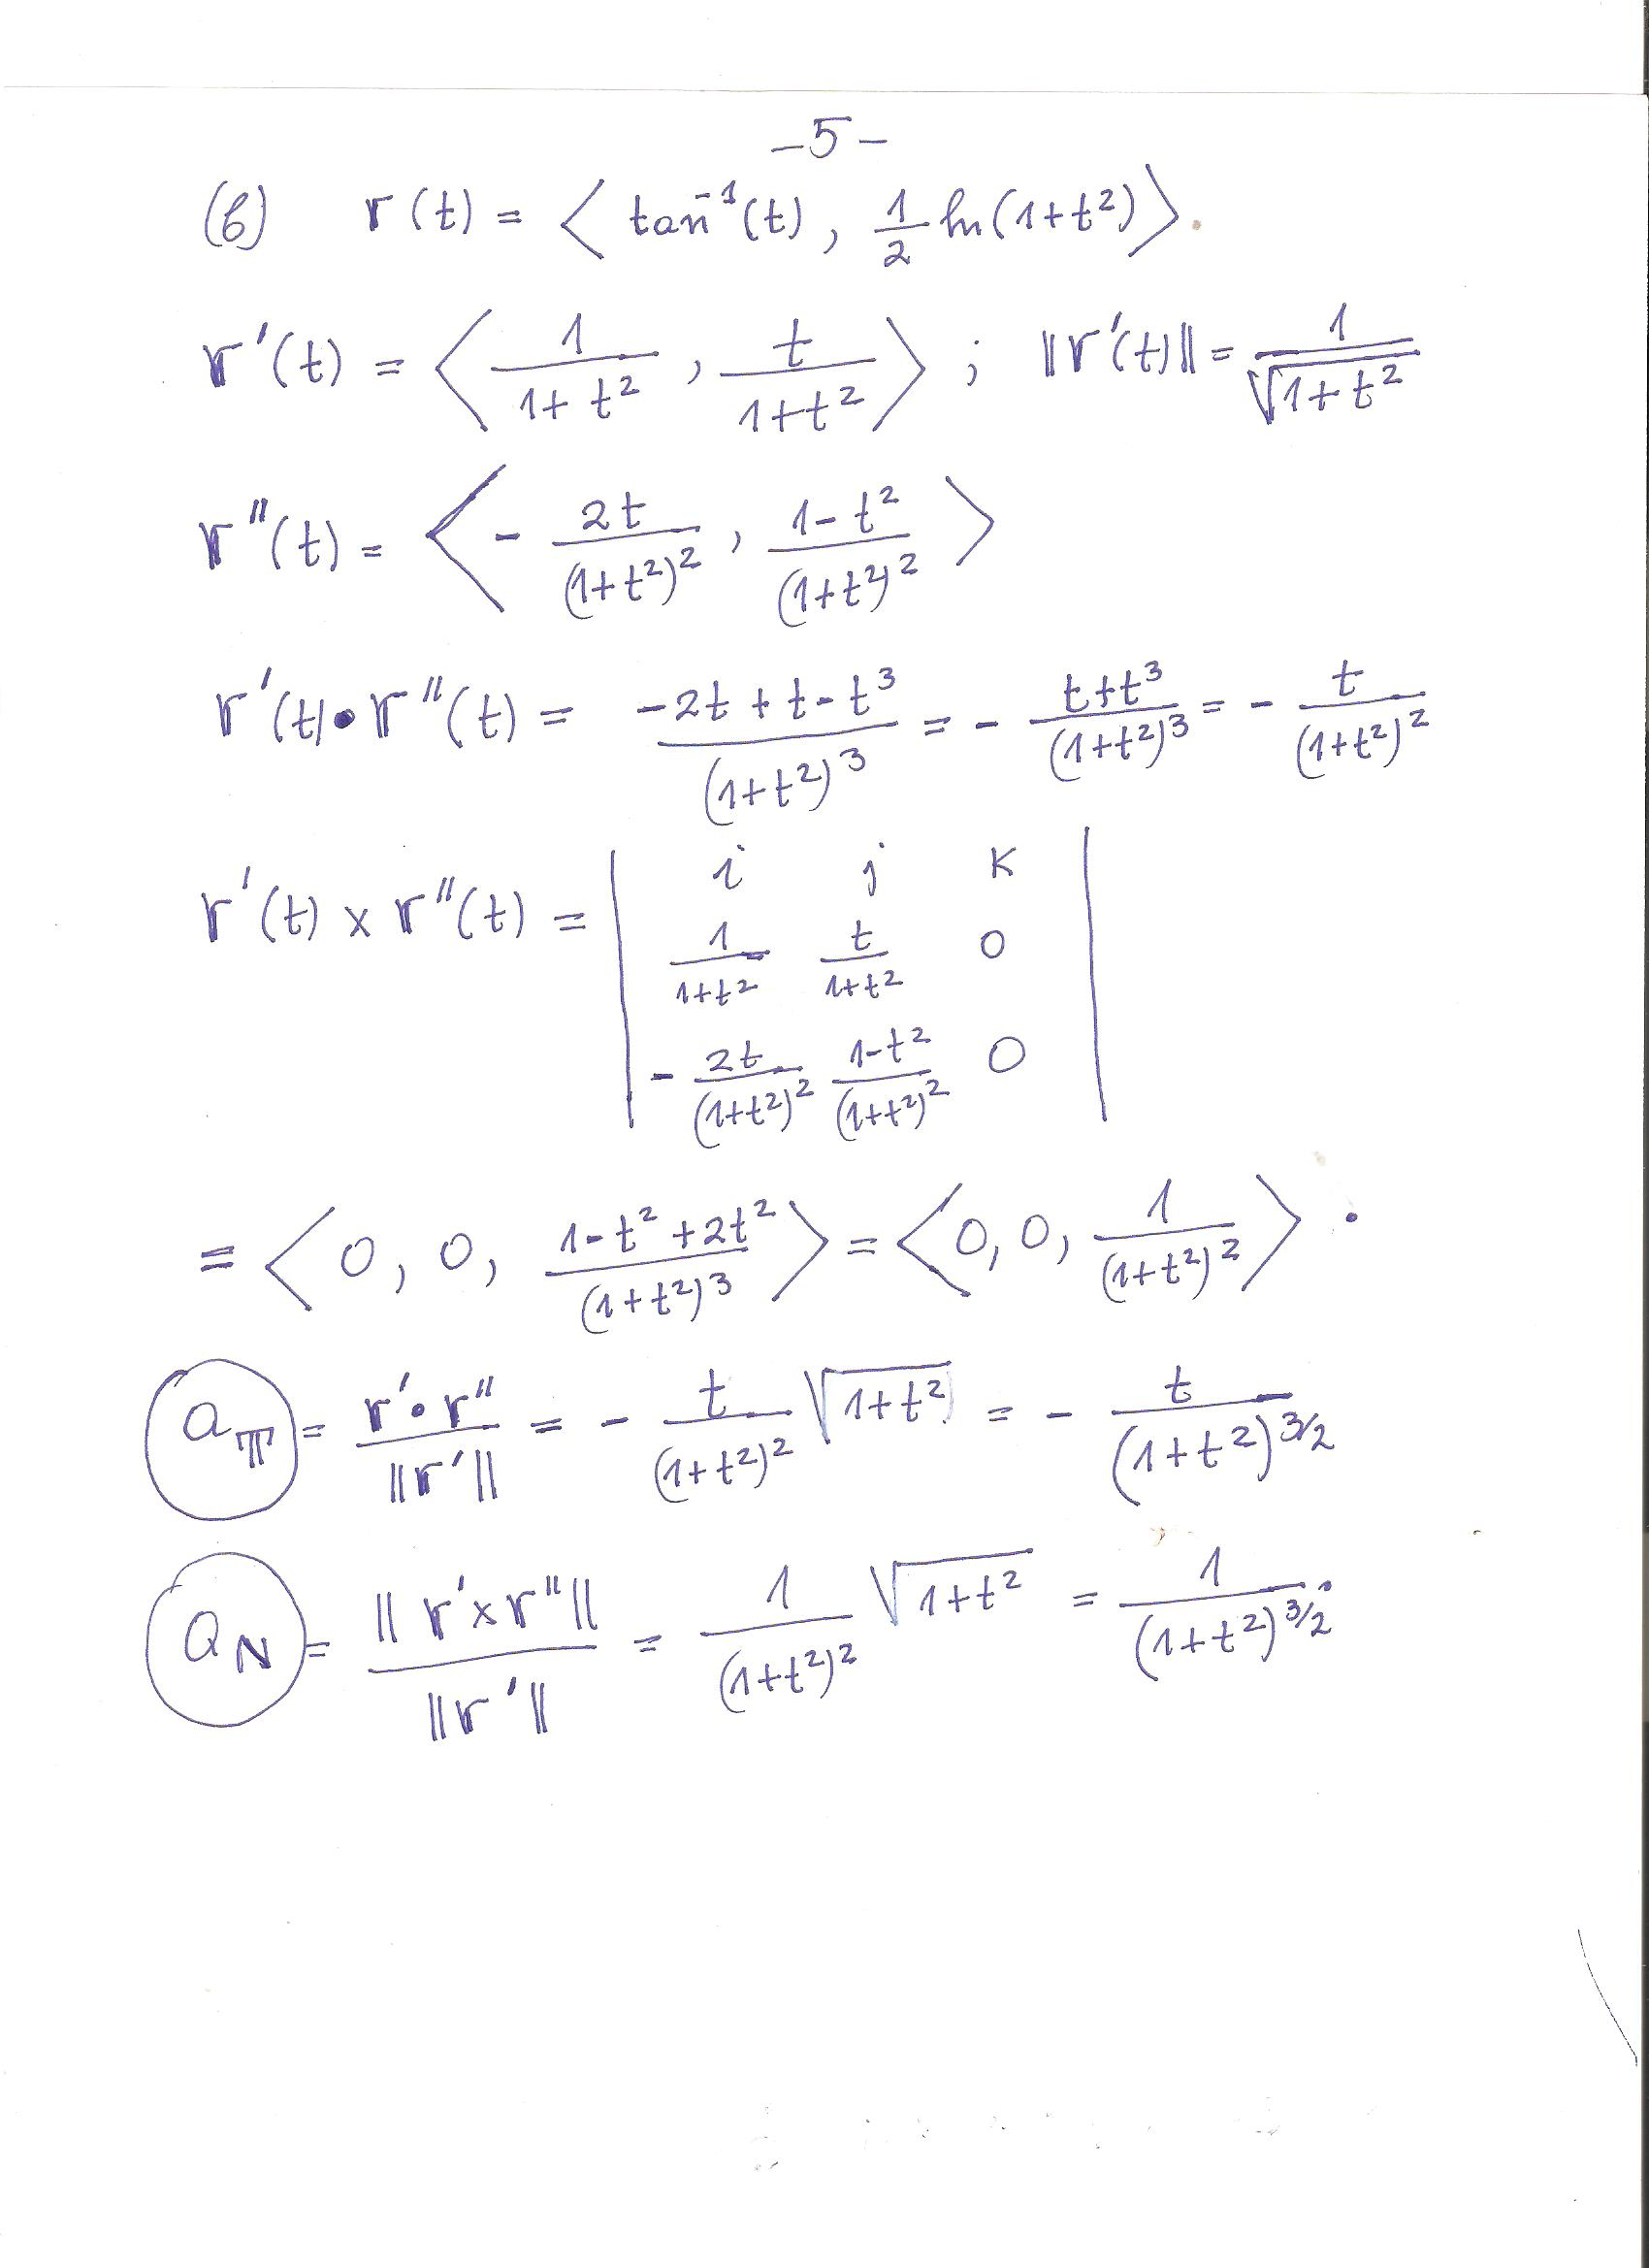 -5-
(b) r(t) = < tan⁻¹(t), 1/2 ln(1+t²) >.
r'(t) = < 1/(1+t²), t/(1+t²) > ; ‖r'(t)‖ = 1/√(1+t²)
r''(t) = < - 2t/(1+t²)², (1-t²)/(1+t²)² >
r'(t) • r''(t) = (-2t+t-t³)/(1+t²)³ = - (t+t³)/(1+t²)³ = - t/(1+t²)²
r'(t) × r''(t) = | i j k
1/(1+t²) t/(1+t²) 0
- 2t/(1+t²)² (1-t²)/(1+t²)² 0 |
= < 0, 0, (1-t²+2t²)/(1+t²)³ > = < 0, 0, 1/(1+t²)² > .
a_T = r'•r''/‖r'‖ = - t/(1+t²)² √(1+t²) = - t/(1+t²)^3/2
a_N = ‖r'×r''‖/‖r'‖ = 1/(1+t²)² √(1+t²) = 1/(1+t²)^3/2.